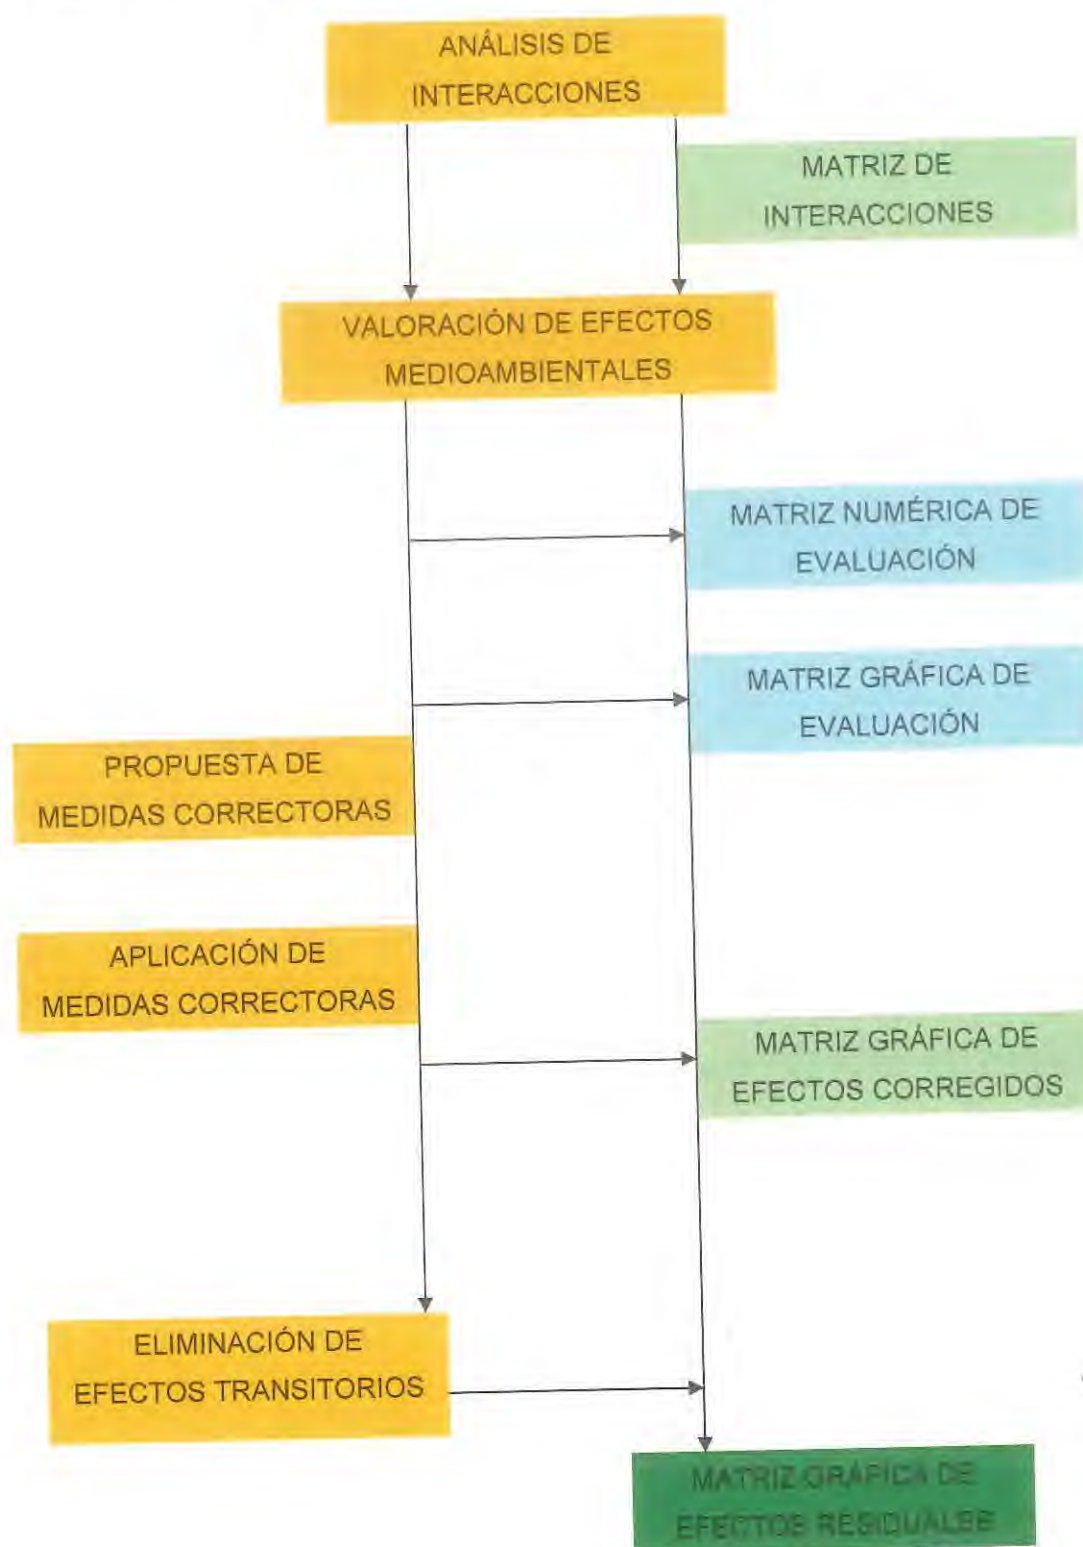 ANÁLISIS DE
INTERACCIONES
MATRIZ DE
INTERACCIONES
VALORACIÓN DE EFECTOS
MEDIOAMBIENTALES
MATRIZ NUMÉRICA DE
EVALUACIÓN
MATRIZ GRÁFICA DE
EVALUACIÓN
PROPUESTA DE
MEDIDAS CORRECTORAS
APLICACIÓN DE
MEDIDAS CORRECTORAS
MATRIZ GRÁFICA DE
EFECTOS CORREGIDOS
ELIMINACIÓN DE
EFECTOS TRANSITORIOS
MATRIZ GRÁFICA DE
EFECTOS RESIDUALES